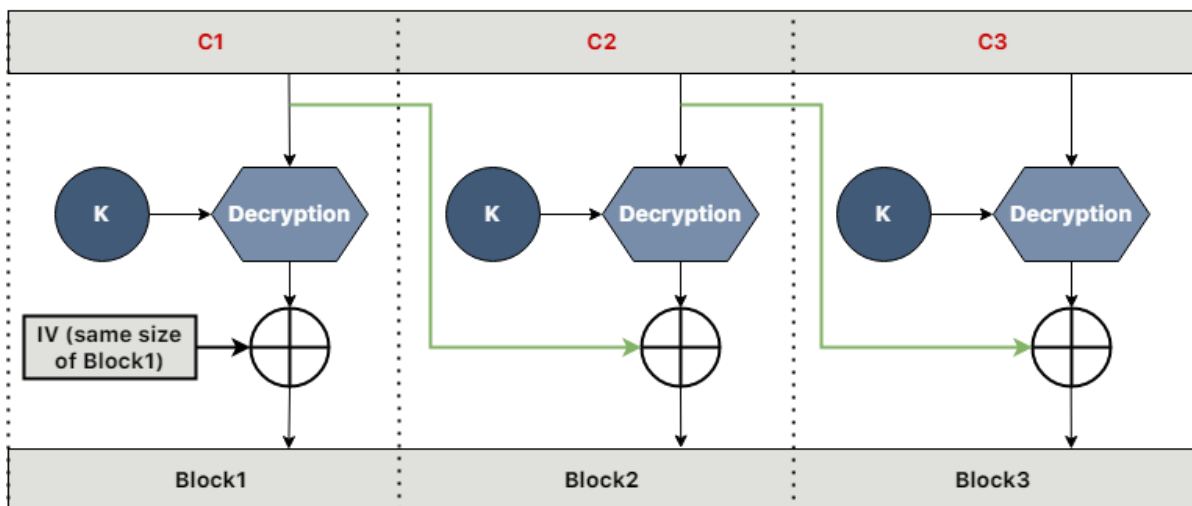 C1
C2
C3
K
Decryption
K
Decryption
K
Decryption
IV (same size
of Block1)
Block1
Block2
Block3